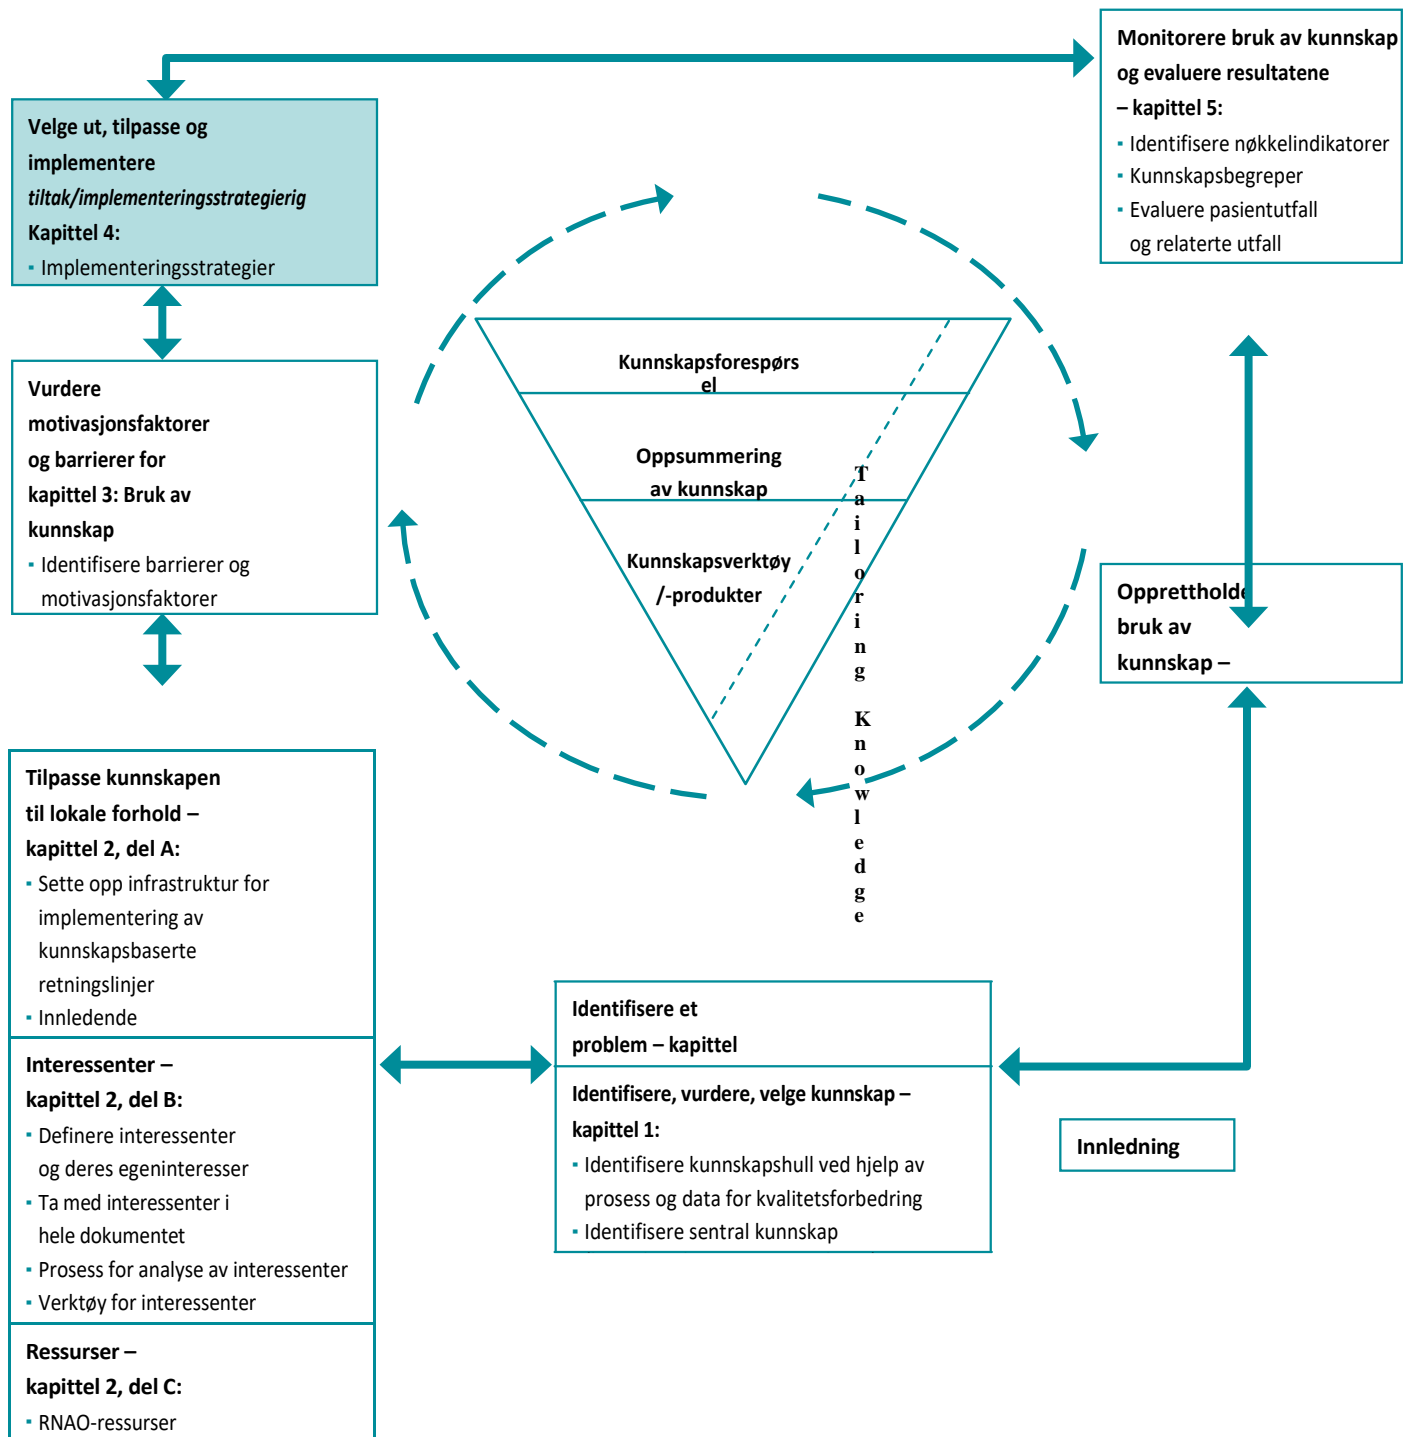 Monitorere bruk av kunnskap
og evaluere resultatene
– kapittel 5:
▪ Identifisere nøkkelindikatorer
▪ Kunnskapsbegreper
▪ Evaluere pasientutfall
og relaterte utfall
Velge ut, tilpasse og
implementere
tiltak/implementeringsstrategierig
Kapittel 4:
▪ Implementeringsstrategier
Vurdere
motivasjonsfaktorer
og barrierer for
kapittel 3: Bruk av
kunnskap
▪ Identifisere barrierer og
motivasjonsfaktorer
Kunnskapsforespørs
el
Oppsummering
av kunnskap
Kunnskapsverktøy
/-produkter
Tailoring Knowledge
Opprettholde
bruk av
kunnskap –
Tilpasse kunnskapen
til lokale forhold –
kapittel 2, del A:
▪ Sette opp infrastruktur for
implementering av
kunnskapsbaserte
retningslinjer
▪ Innledende
Interessenter –
kapittel 2, del B:
▪ Definere interessenter
og deres egeninteresser
▪ Ta med interessenter i
hele dokumentet
▪ Prosess for analyse av interessenter
▪ Verktøy for interessenter
Ressurser –
kapittel 2, del C:
▪ RNAO-ressurser
Identifisere et
problem – kapittel
Identifisere, vurdere, velge kunnskap –
kapittel 1:
▪ Identifisere kunnskapshull ved hjelp av
prosess og data for kvalitetsforbedring
▪ Identifisere sentral kunnskap
Innledning